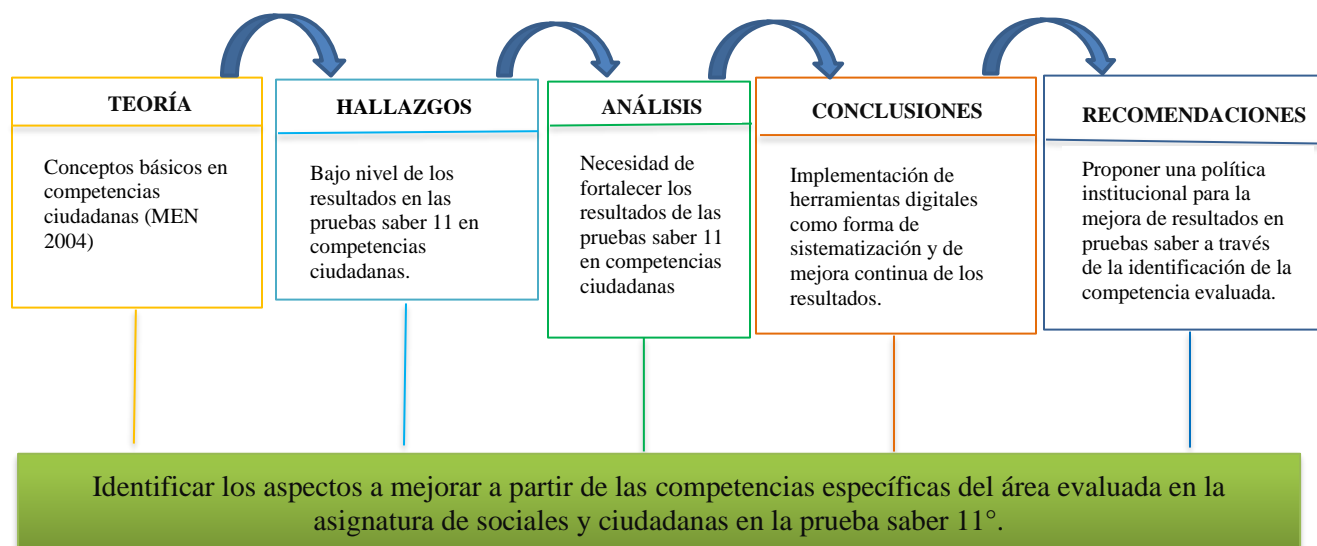 TEORÍA
Conceptos básicos en
competencias
ciudadanas (MEN
2004)
HALLAZGOS
Bajo nivel de los
resultados en las
pruebas saber 11 en
competencias
ciudadanas.
ANÁLISIS
Necesidad de
fortalecer los
resultados de las
pruebas saber 11
en competencias
ciudadanas
CONCLUSIONES
Implementación de
herramientas digitales
como forma de
sistematización y de
mejora continua de los
resultados.
RECOMENDACIONES
Proponer una política
institucional para la
mejora de resultados en
pruebas saber a través
de la identificación de la
competencia evaluada.
Identificar los aspectos a mejorar a partir de las competencias específicas del área evaluada en la
asignatura de sociales y ciudadanas en la prueba saber 11°.